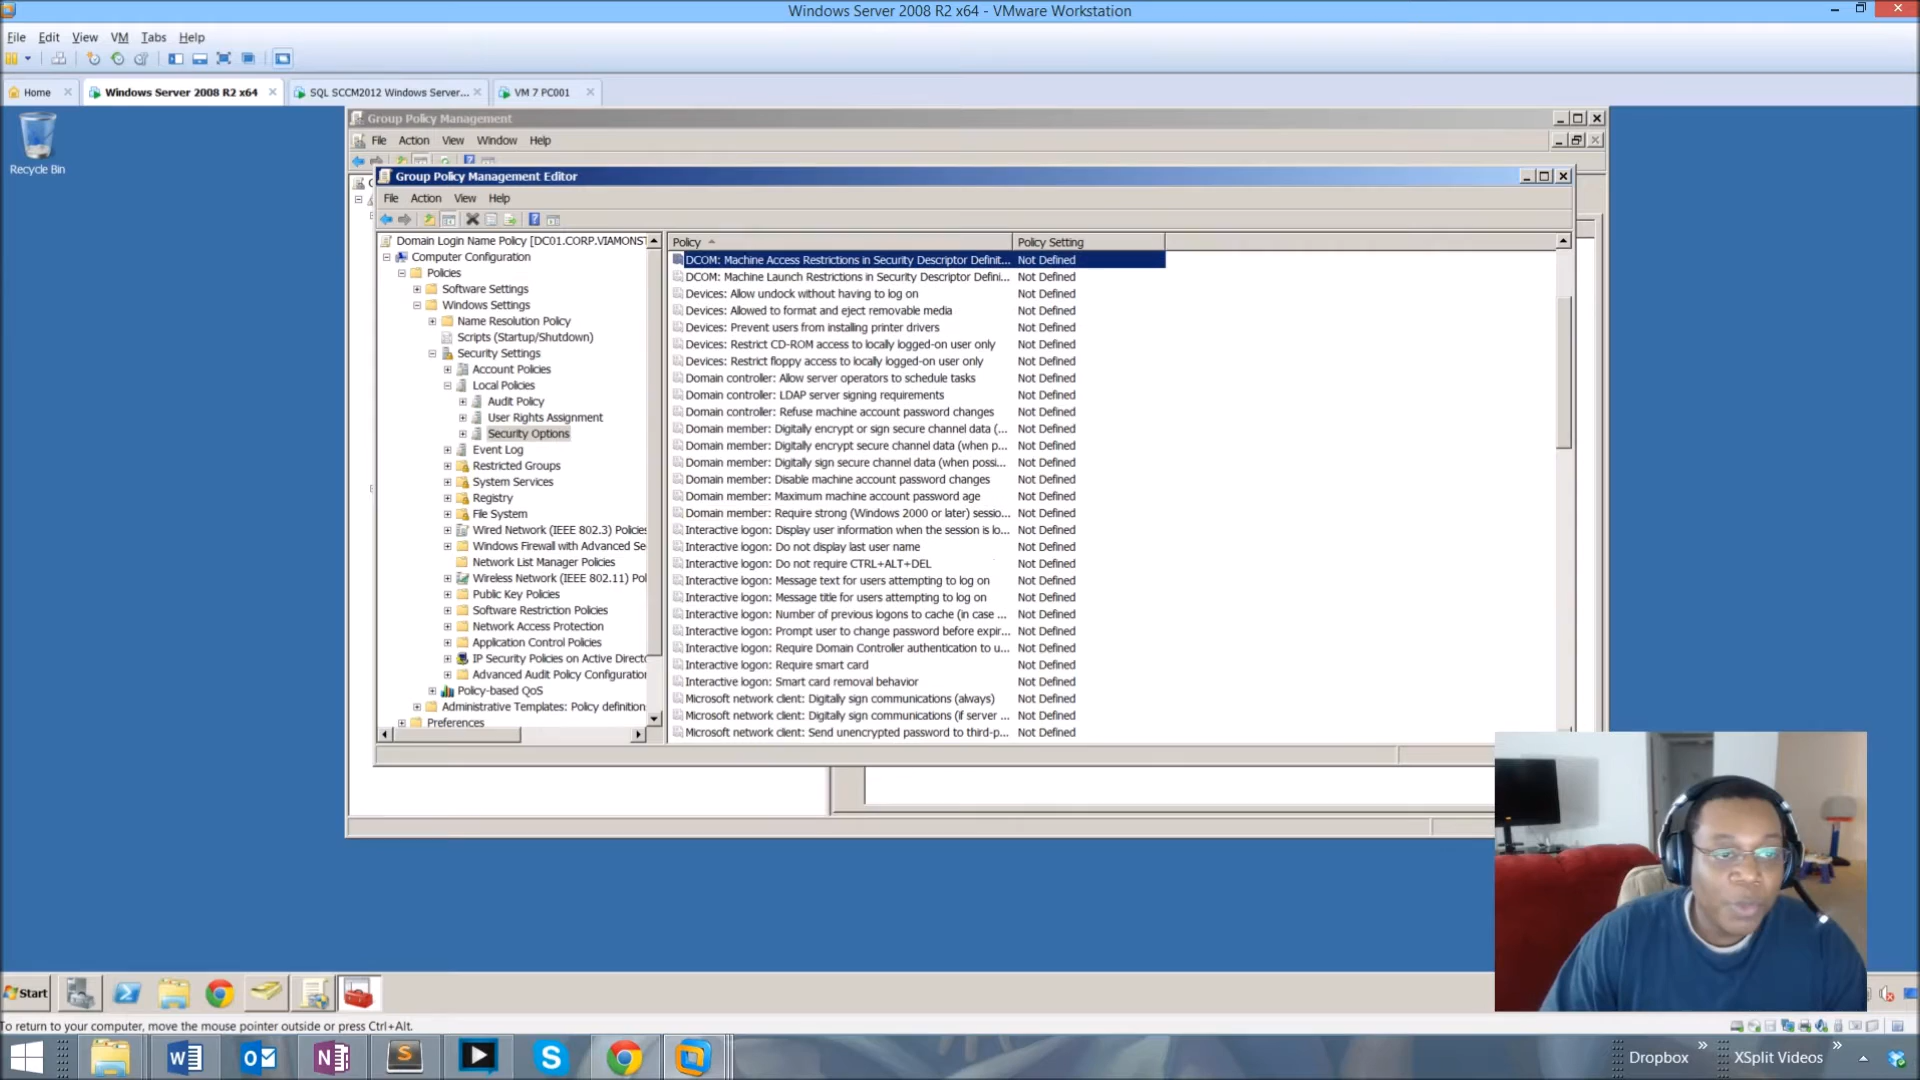 Windows Server 2008 R2 x64 - VMware Workstation
File Edit View VM Tabs Help
Home
Windows Server 2008 R2 x64
SQL SCCM2012 Windows Server...
VM 7 PC001
Recycle Bin
Group Policy Management
File Action View Window Help
Group Policy Management Editor
File Action View Help
Domain Login Name Policy [DC01.CORP.VIAMONST
Computer Configuration
Policies
Software Settings
Windows Settings
Name Resolution Policy
Scripts (Startup/Shutdown)
Security Settings
Account Policies
Local Policies
Audit Policy
User Rights Assignment
Security Options
Event Log
Restricted Groups
System Services
Registry
File System
Wired Network (IEEE 802.3) Policies
Windows Firewall with Advanced Se
Network List Manager Policies
Wireless Network (IEEE 802.11) Pol
Public Key Policies
Software Restriction Policies
Network Access Protection
Application Control Policies
IP Security Policies on Active Directo
Advanced Audit Policy Configuration
Policy-based QoS
Administrative Templates: Policy definition
Preferences
Policy Policy Setting
DCOM: Machine Access Restrictions in Security Descriptor Definit... Not Defined
DCOM: Machine Launch Restrictions in Security Descriptor Defini... Not Defined
Devices: Allow undock without having to log on Not Defined
Devices: Allowed to format and eject removable media Not Defined
Devices: Prevent users from installing printer drivers Not Defined
Devices: Restrict CD-ROM access to locally logged-on user only Not Defined
Devices: Restrict floppy access to locally logged-on user only Not Defined
Domain controller: Allow server operators to schedule tasks Not Defined
Domain controller: LDAP server signing requirements Not Defined
Domain controller: Refuse machine account password changes Not Defined
Domain member: Digitally encrypt or sign secure channel data (... Not Defined
Domain member: Digitally encrypt secure channel data (when p... Not Defined
Domain member: Digitally sign secure channel data (when possi... Not Defined
Domain member: Disable machine account password changes Not Defined
Domain member: Maximum machine account password age Not Defined
Domain member: Require strong (Windows 2000 or later) sessio... Not Defined
Interactive logon: Display user information when the session is lo... Not Defined
Interactive logon: Do not display last user name Not Defined
Interactive logon: Do not require CTRL+ALT+DEL Not Defined
Interactive logon: Message text for users attempting to log on Not Defined
Interactive logon: Message title for users attempting to log on Not Defined
Interactive logon: Number of previous logons to cache (in case ... Not Defined
Interactive logon: Prompt user to change password before expir... Not Defined
Interactive logon: Require Domain Controller authentication to u... Not Defined
Interactive logon: Require smart card Not Defined
Interactive logon: Smart card removal behavior Not Defined
Microsoft network client: Digitally sign communications (always) Not Defined
Microsoft network client: Digitally sign communications (if server ... Not Defined
Microsoft network client: Send unencrypted password to third-p... Not Defined
Start
To return to your computer, move the mouse pointer outside or press Ctrl+Alt.
Dropbox
XSplit Videos